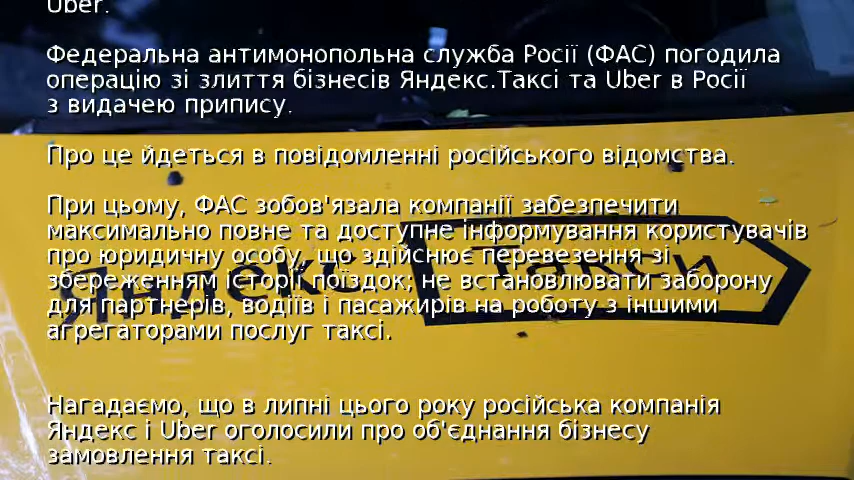 Uber.
Федеральна антимонопольна служба Росії (ФАС) погодила
операцію зі злиття бізнесів Яндекс.Таксі та Uber в Росії
з видачею припису.
Про це йдеться в повідомленні російського відомства.
При цьому, ФАС зобов'язала компанії забезпечити
максимально повне та доступне інформування користувачів
про юридичну особу, що здійснює перевезення зі
збереженням історії поїздок; не встановлювати заборону
для партнерів, водіїв і пасажирів на роботу з іншими
агрегаторами послуг таксі.
Яндекс Такси
Нагадаємо, що в липні цього року російська компанія
Яндекс і Uber оголосили про об'єднання бізнесу
замовлення таксі.